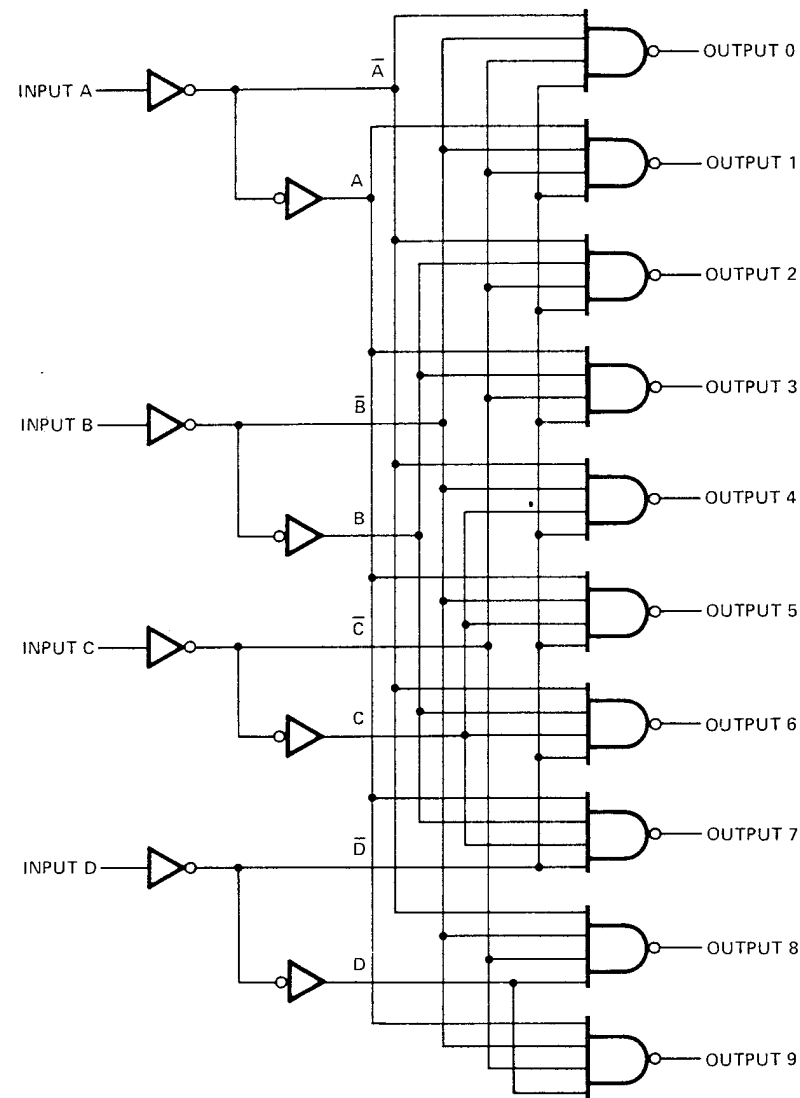 OUTPUT 0
A̅
INPUT A
OUTPUT 1
A
OUTPUT 2
OUTPUT 3
B̅
INPUT B
OUTPUT 4
B
OUTPUT 5
C̅
INPUT C
C
OUTPUT 6
OUTPUT 7
D̅
INPUT D
OUTPUT 8
D
OUTPUT 9